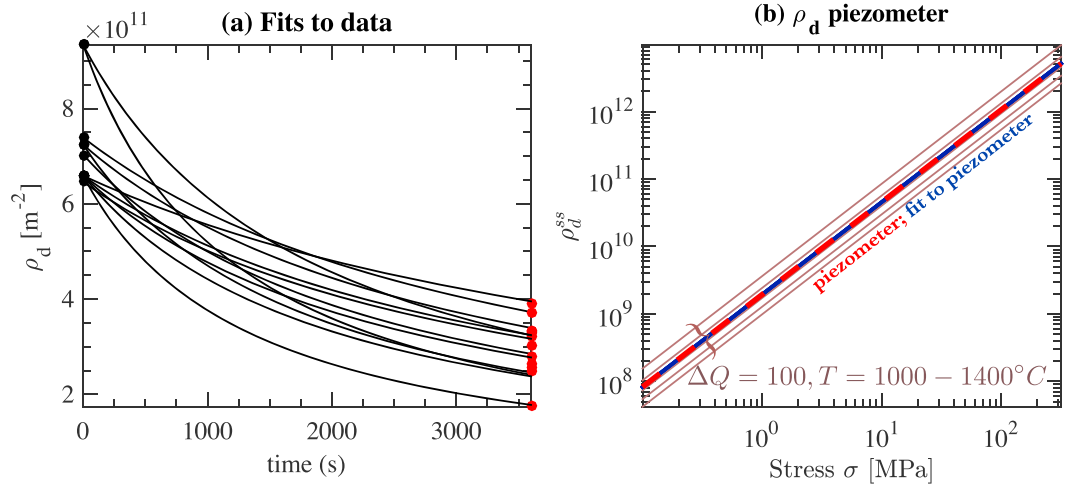 (a) Fits to data
×10^11
8
6
4
2
ρ_d [m^-2]
0 1000 2000 3000
time (s)
(b) ρ_d piezometer
10^12
10^11
10^10
10^9
10^8
ρ_d^ss
piezometer; fit to piezometer
ΔQ = 100, T = 1000 − 1400°C
10^0 10^1 10^2
Stress σ [MPa]